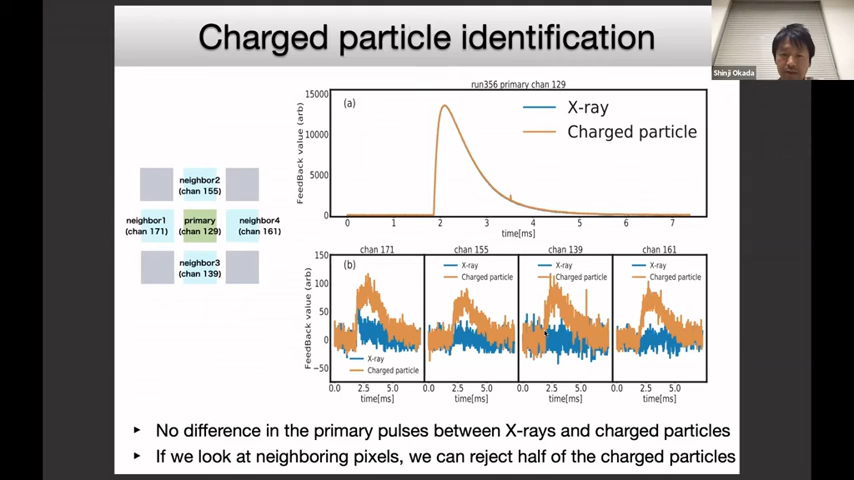 Charged particle identification
Shinji Okada
run356 primary chan 129
(a)
X-ray
Charged particle
FeedBack value (arb)
15000
10000
5000
0
0 1 2 3 4 5 6 7
time[ms]
neighbor2
(chan 155)
neighbor1
(chan 171)
primary
(chan 129)
neighbor4
(chan 161)
neighbor3
(chan 139)
chan 171 chan 155 chan 139 chan 161
(b)
FeedBack value (arb)
150
100
50
0
−50
X-ray
Charged particle
X-ray
Charged particle
X-ray
Charged particle
X-ray
Charged particle
0.0 2.5 5.0 0.0 2.5 5.0 0.0 2.5 5.0 0.0 2.5 5.0
time[ms] time[ms] time[ms] time[ms]
No difference in the primary pulses between X-rays and charged particles
If we look at neighboring pixels, we can reject half of the charged particles